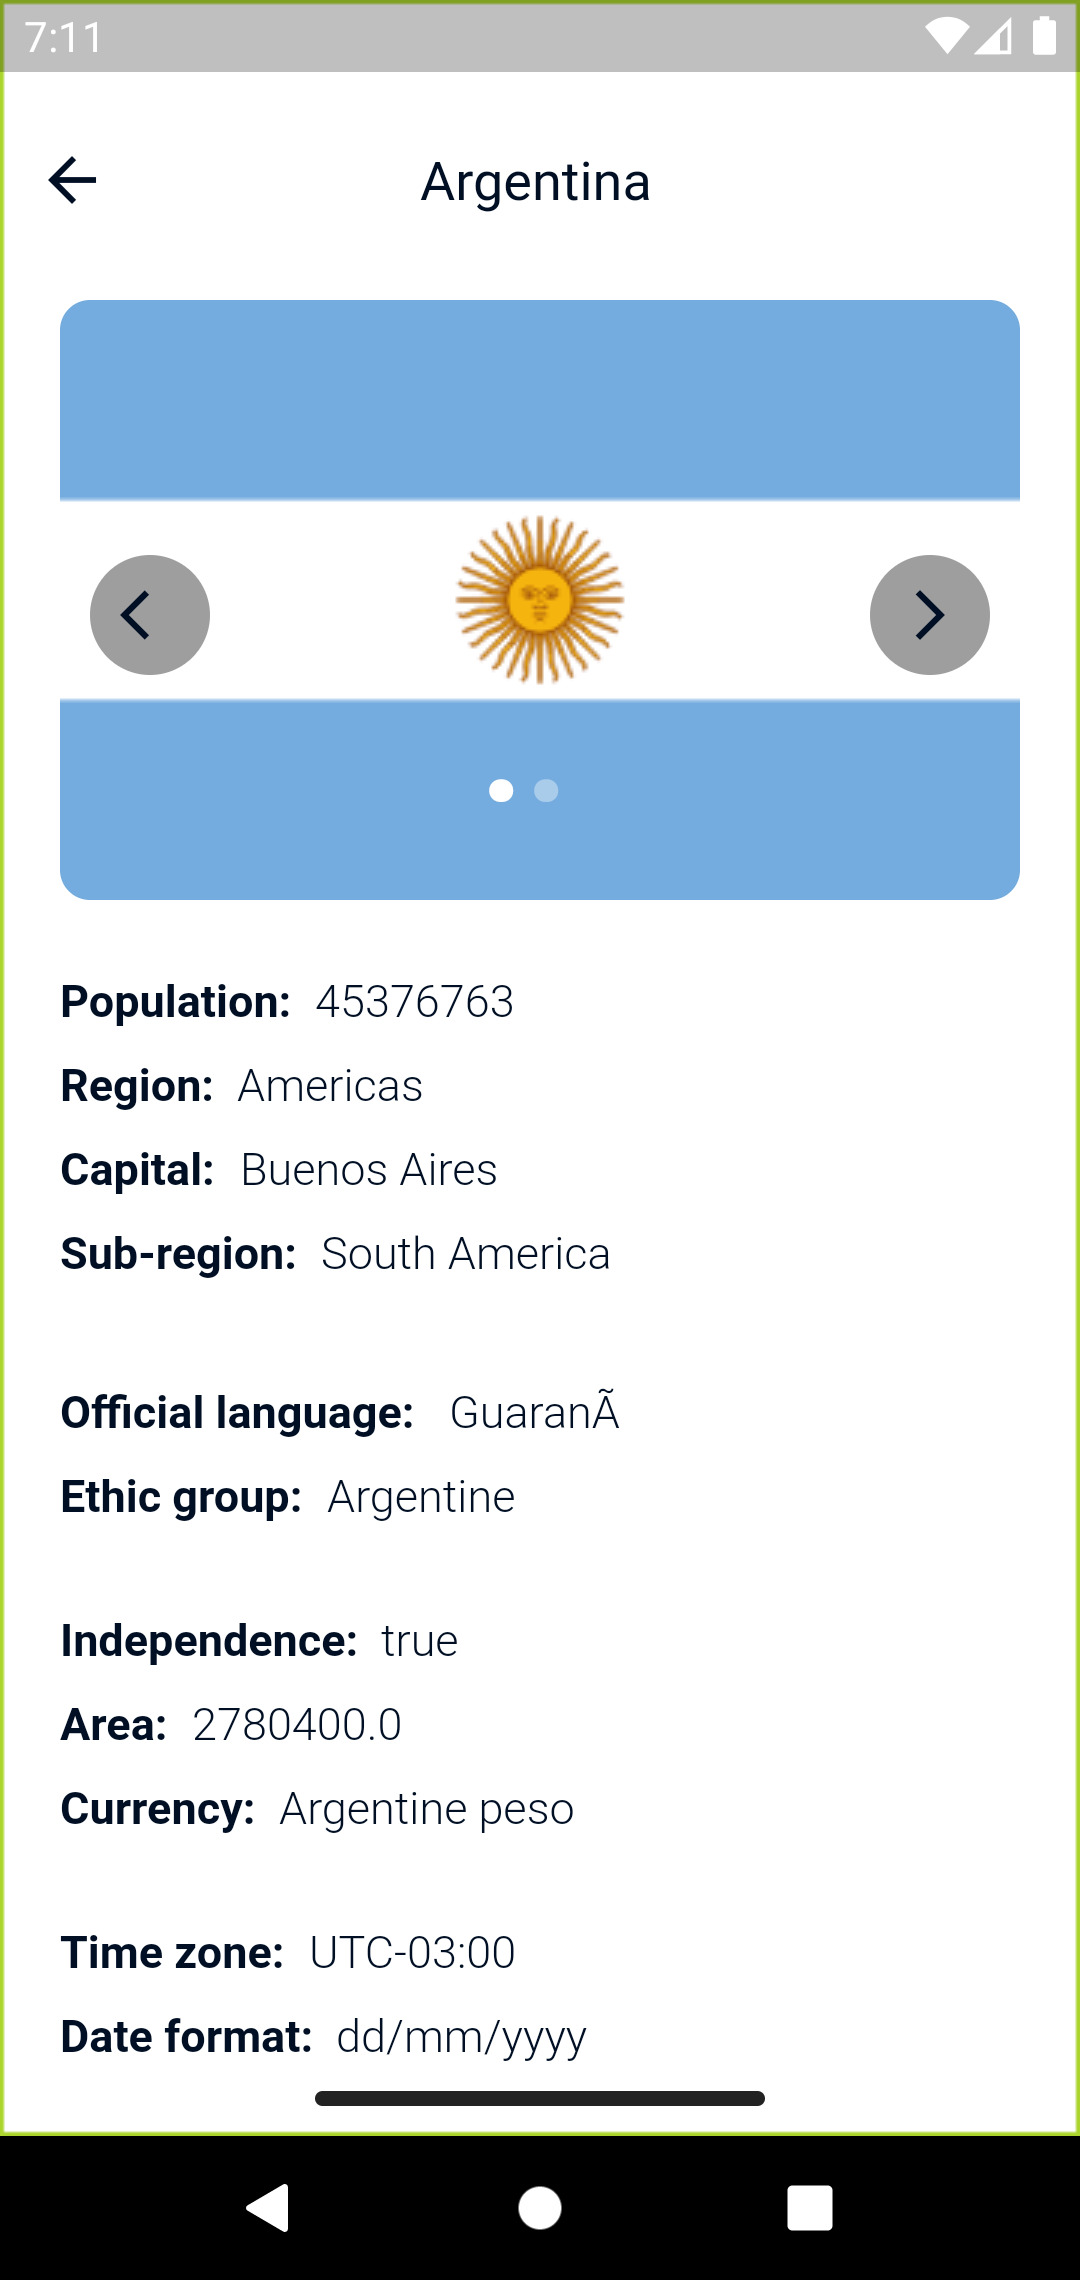 7:11
Argentina
Population: 45376763
Region: Americas
Capital: Buenos Aires
Sub-region: South America
Official language: GuaranÃ
Ethic group: Argentine
Independence: true
Area: 2780400.0
Currency: Argentine peso
Time zone: UTC-03:00
Date format: dd/mm/yyyy